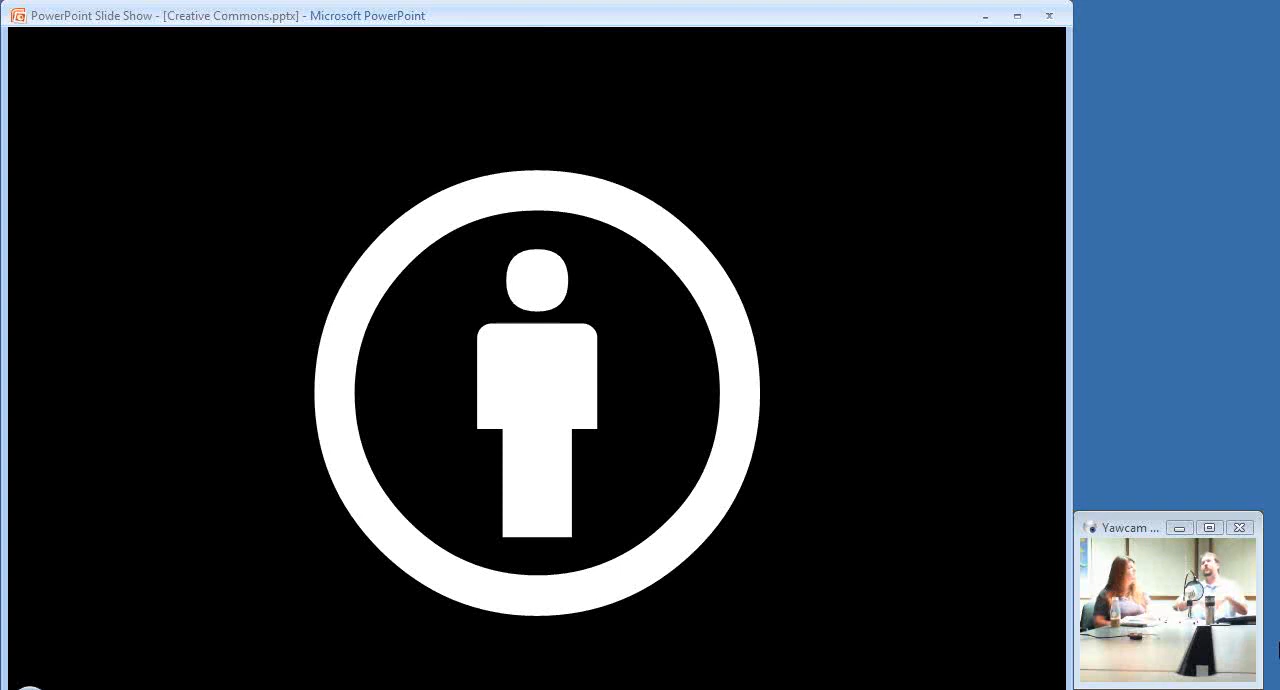 PowerPoint Slide Show - [Creative Commons.pptx] - Microsoft PowerPoint
Yawcam ...